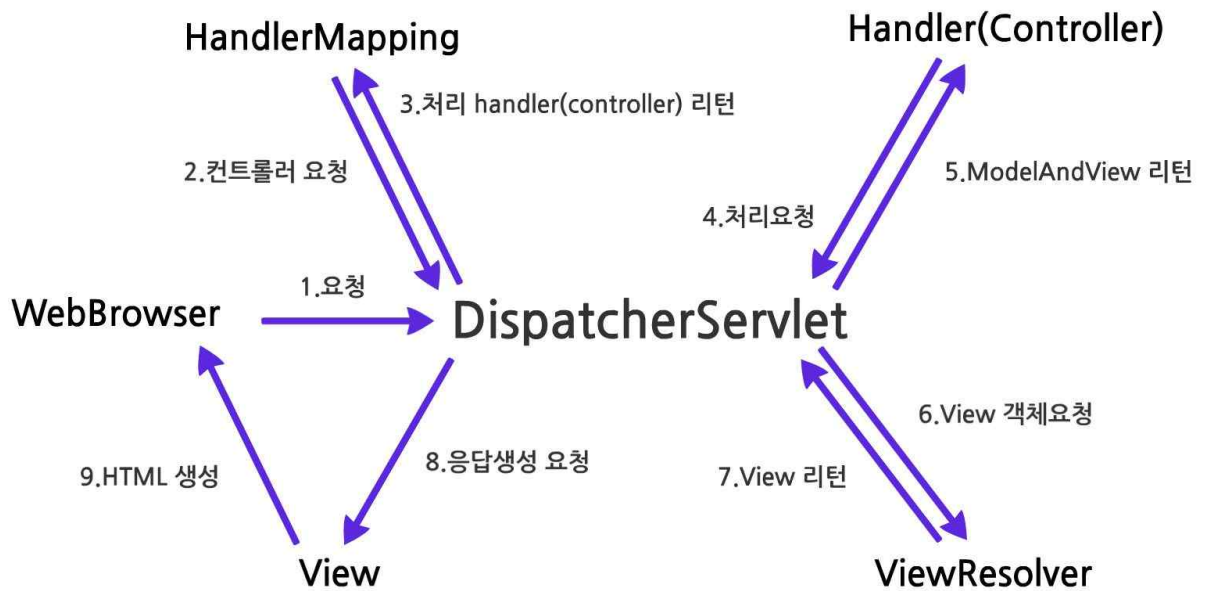 HandlerMapping
Handler(Controller)
3.처리 handler(controller) 리턴
2.컨트롤러 요청
5.ModelAndView 리턴
4.처리요청
1.요청
WebBrowser
DispatcherServlet
6.View 객체요청
8.응답생성 요청
7.View 리턴
9.HTML 생성
View
ViewResolver